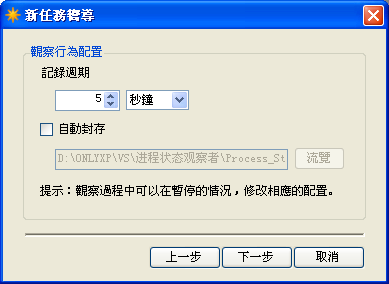 新任務嚮導
觀察行為配置
記錄週期
5 秒鐘
自動封存
D:\ONLYXP\VS\进程状态观察者\Process_St 流覽
提示：觀察過程中可以在暫停的情況，修改相應的配置。
上一步 下一步 取消